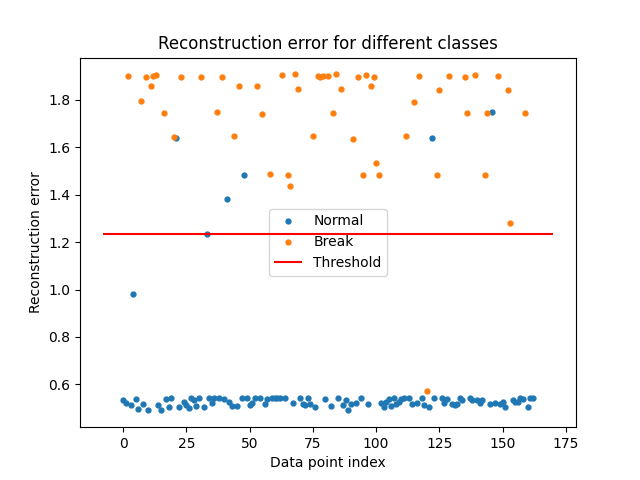 Reconstruction error for different classes
Reconstruction error
1.8
1.6
1.4
1.2
1.0
0.8
0.6
Normal
Break
Threshold
0
25
50
75
100
125
150
175
Data point index